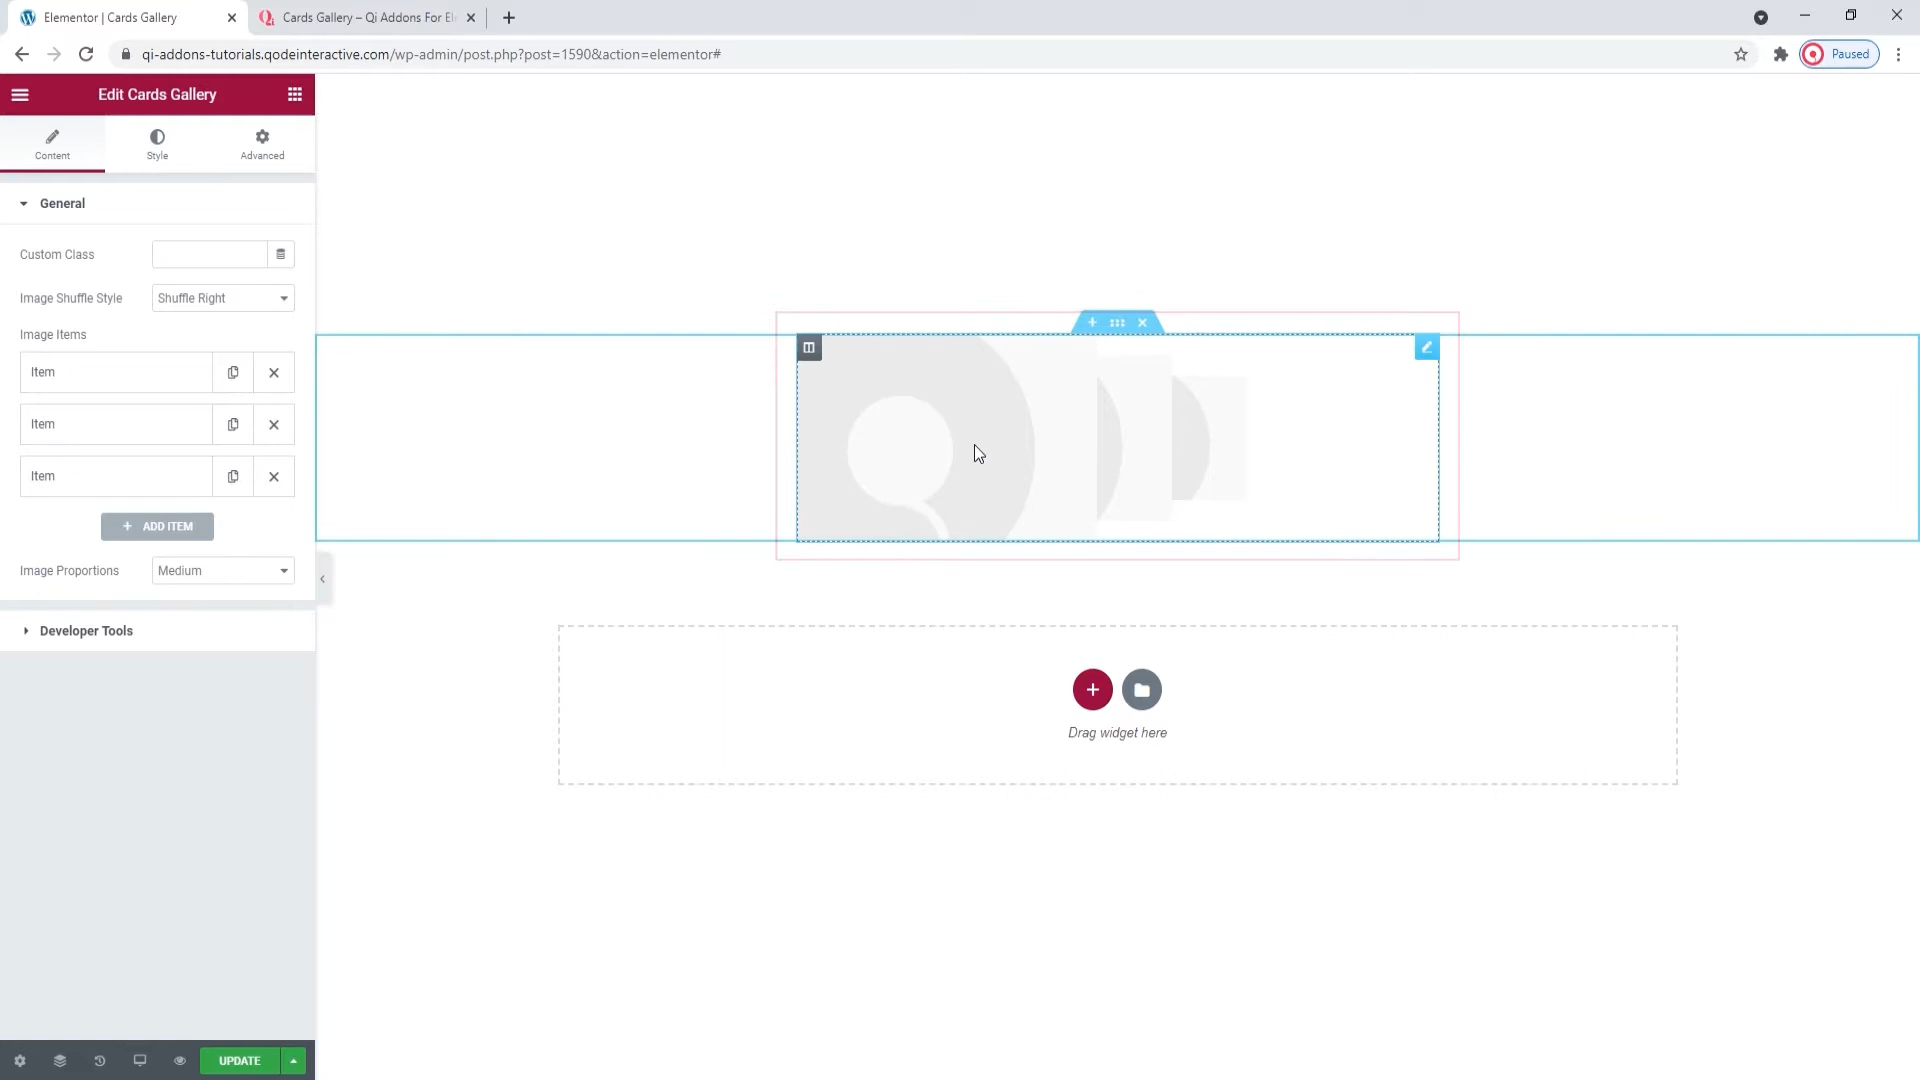 Elementor | Cards Gallery
Cards Gallery – Qi Addons For El
qi-addons-tutorials.qodeinteractive.com/wp-admin/post.php?post=1590&action=elementor#
Paused
Edit Cards Gallery
Content
Style
Advanced
General
Custom Class
Image Shuffle Style
Shuffle Right
Image Items
Item
Item
Item
ADD ITEM
Image Proportions
Medium
Developer Tools
Drag widget here
UPDATE